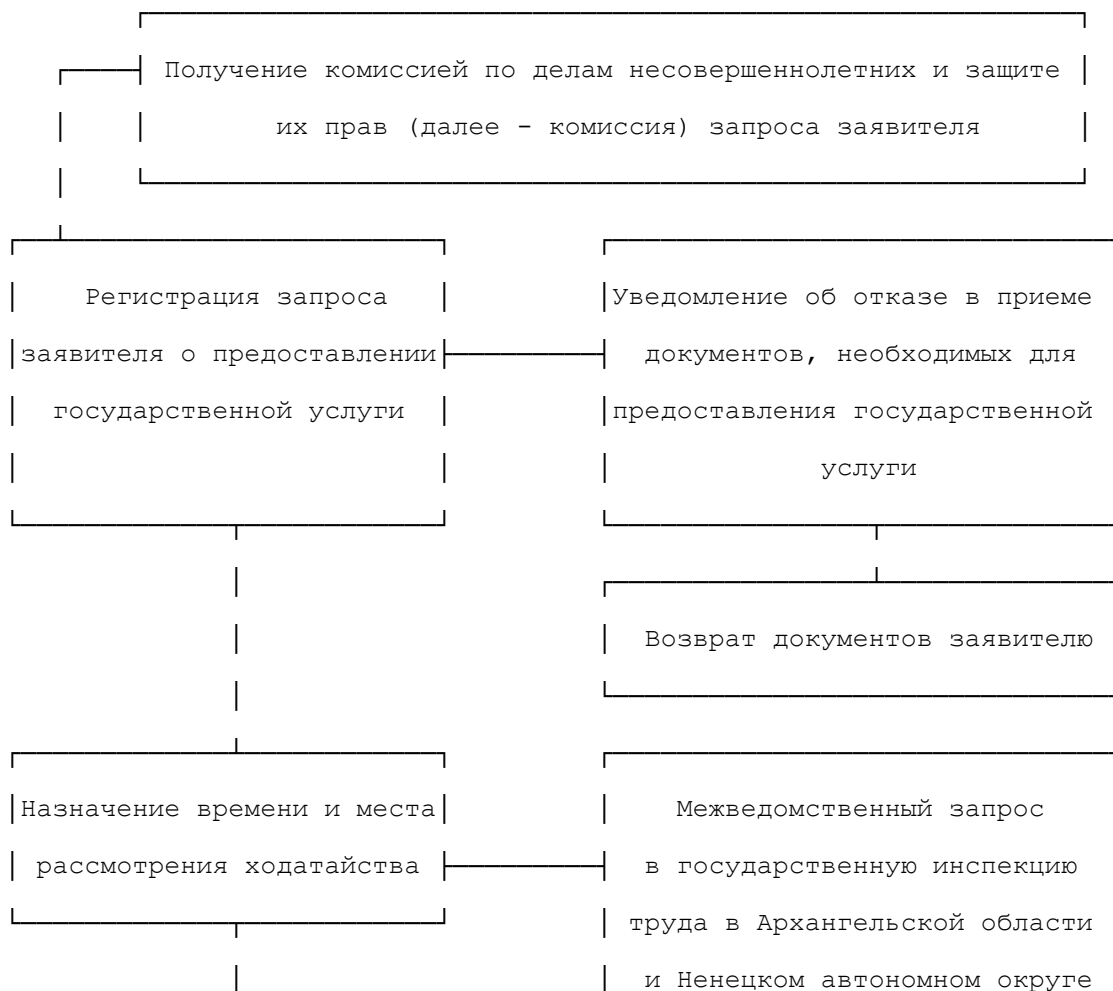 Получение комиссией по делам несовершеннолетних и защите
их прав (далее - комиссия) запроса заявителя
Регистрация запроса
заявителя о предоставлении
государственной услуги
Уведомление об отказе в приеме
документов, необходимых для
предоставления государственной
услуги
Возврат документов заявителю
Назначение времени и места
рассмотрения ходатайства
Межведомственный запрос
в государственную инспекцию
труда в Архангельской области
и Ненецком автономном округе